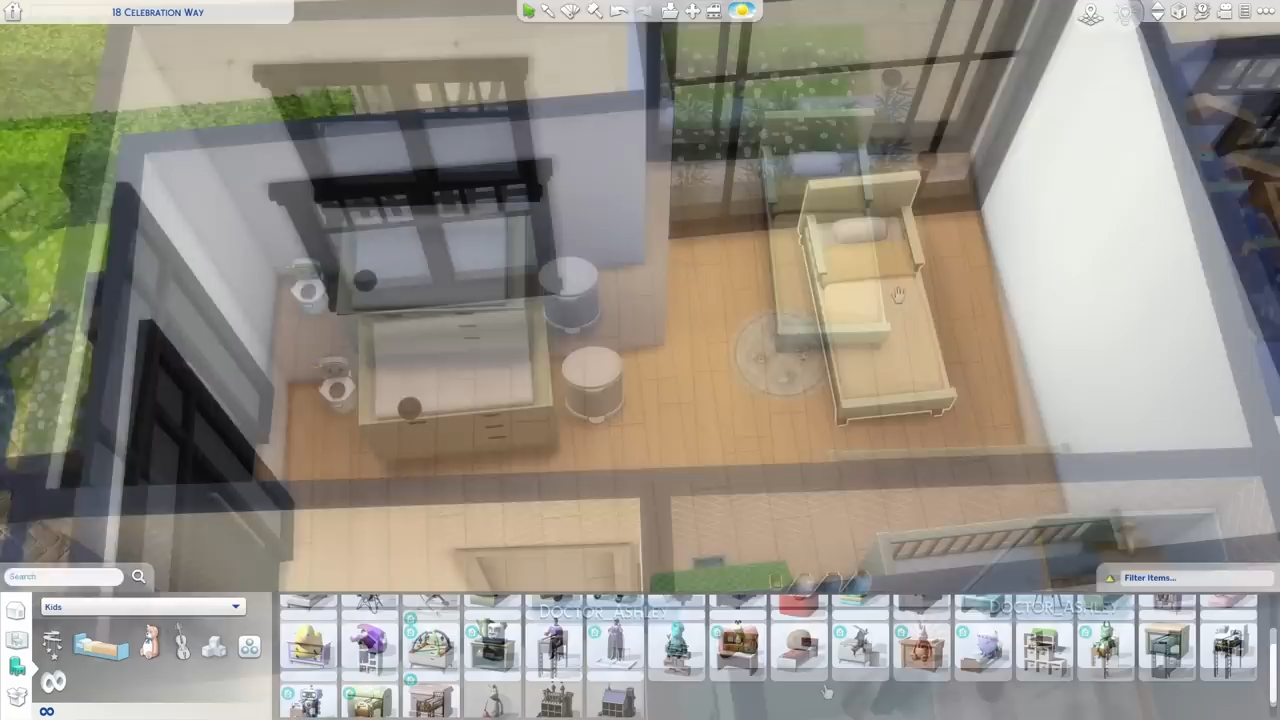 18 Celebration Way
Search
Filter Items...
Kids
DOCTOR_ASHLEY
DOCTOR_ASHLEY